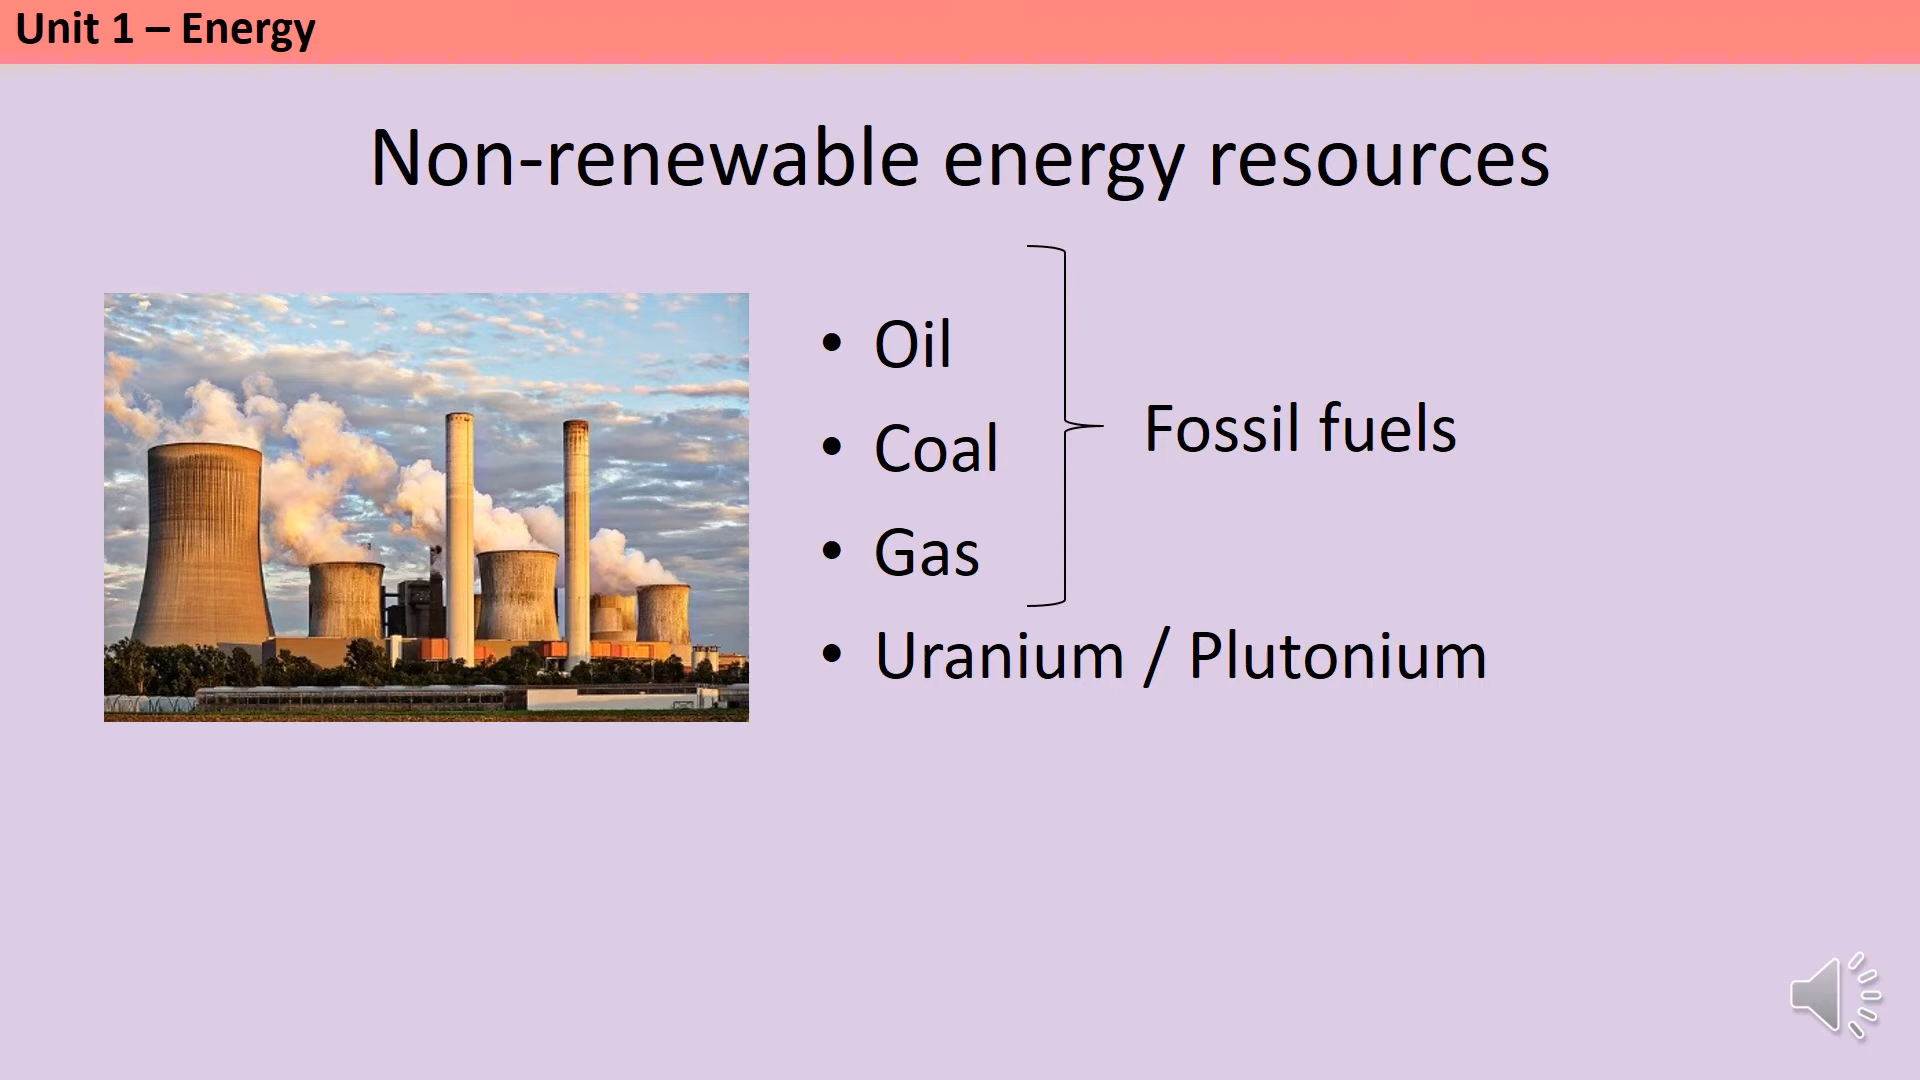 Unit 1 – Energy
Non-renewable energy resources
• Oil
• Coal
• Gas
Fossil fuels
• Uranium / Plutonium